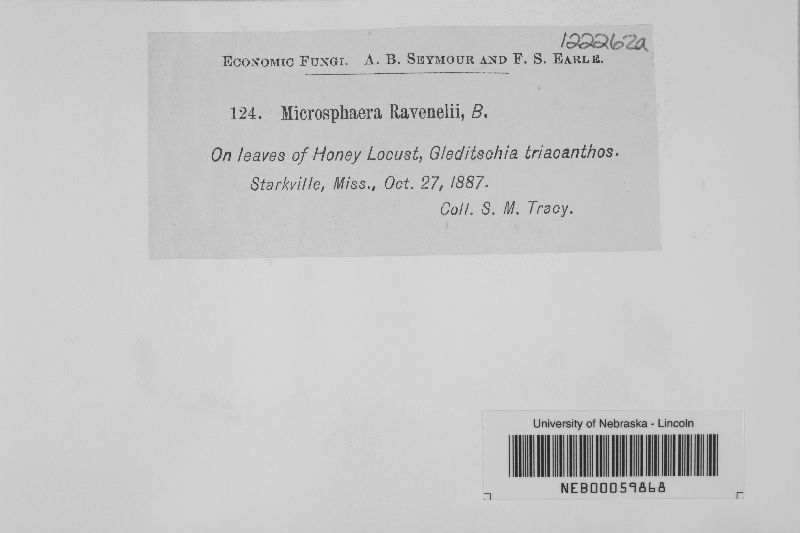 122262a
ECONOMIC FUNGI. A. B. SEYMOUR AND F. S. EARLE.
124. Microsphaera Ravenelii, B.
On leaves of Honey Locust, Gleditschia triacanthos.
Starkville, Miss., Oct. 27, 1887.
Coll. S. M. Tracy.
University of Nebraska - Lincoln
NEB00059868